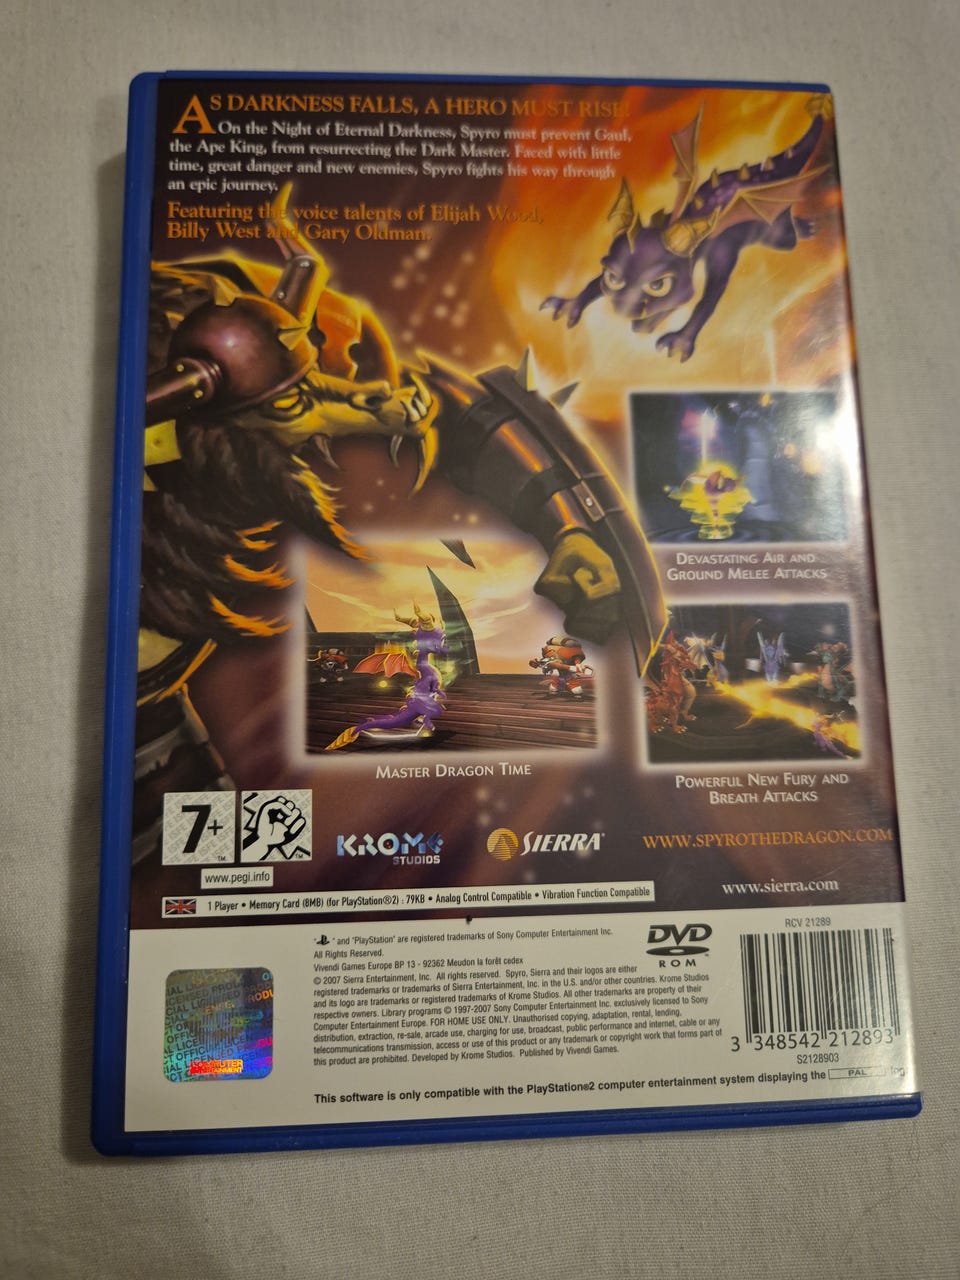 AS DARKNESS FALLS, A HERO MUST RISE!
On the Night of Eternal Darkness, Spyro must prevent Gaul,
the Ape King, from resurrecting the Dark Master. Faced with little
time, great danger and new enemies, Spyro fights his way through
an epic journey.
Featuring the voice talents of Elijah Wood,
Billy West and Gary Oldman.
DEVASTATING AIR AND
GROUND MELEE ATTACKS
MASTER DRAGON TIME
POWERFUL NEW FURY AND
BREATH ATTACKS
7+
TM
TM
www.pegi.info
KROME
STUDIOS
SIERRA®
WWW.SPYROTHEDRAGON.COM
www.sierra.com
1 Player • Memory Card (8MB) (for PlayStation®2) : 79KB • Analog Control Compatible • Vibration Function Compatible
" and "PlayStation" are registered trademarks of Sony Computer Entertainment Inc.
All Rights Reserved.
Vivendi Games Europe BP 13 - 92362 Meudon la forêt cedex
© 2007 Sierra Entertainment, Inc. All rights reserved. Spyro, Sierra and their logos are either
registered trademarks or trademarks of Sierra Entertainment, Inc. in the U.S. and/or other countries. Krome Studios
and its logo are trademarks or registered trademarks of Krome Studios. All other trademarks are property of their
respective owners. Library programs © 1997-2007 Sony Computer Entertainment Inc. exclusively licensed to Sony
Computer Entertainment Europe. FOR HOME USE ONLY. Unauthorised copying, adaptation, rental, lending,
distribution, extraction, re-sale, arcade use, charging for use, broadcast, public performance and internet, cable or any
telecommunications transmission, access or use of this product or any trademark or copyright work that forms part of
this product are prohibited. Developed by Krome Studios. Published by Vivendi Games.
DVD
ROM
RCV 21289
3 348542 212893
S2128903
This software is only compatible with the PlayStation®2 computer entertainment system displaying the PAL log